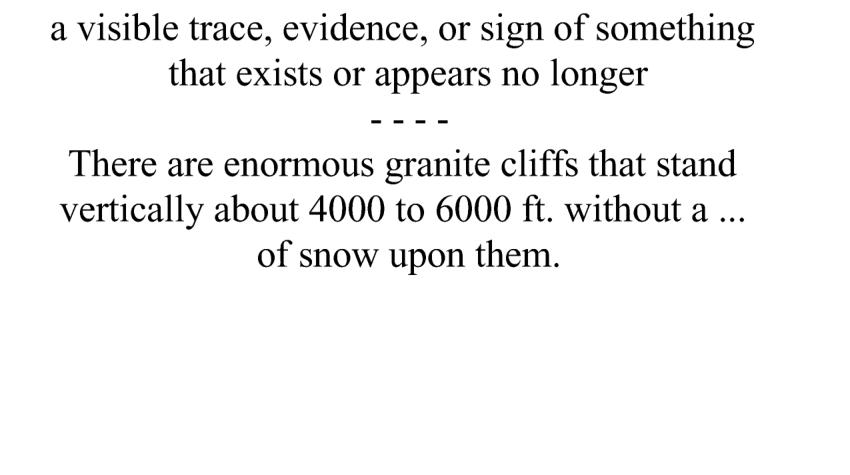 a visible trace, evidence, or sign of something
that exists or appears no longer
- - - -
There are enormous granite cliffs that stand
vertically about 4000 to 6000 ft. without a ...
of snow upon them.